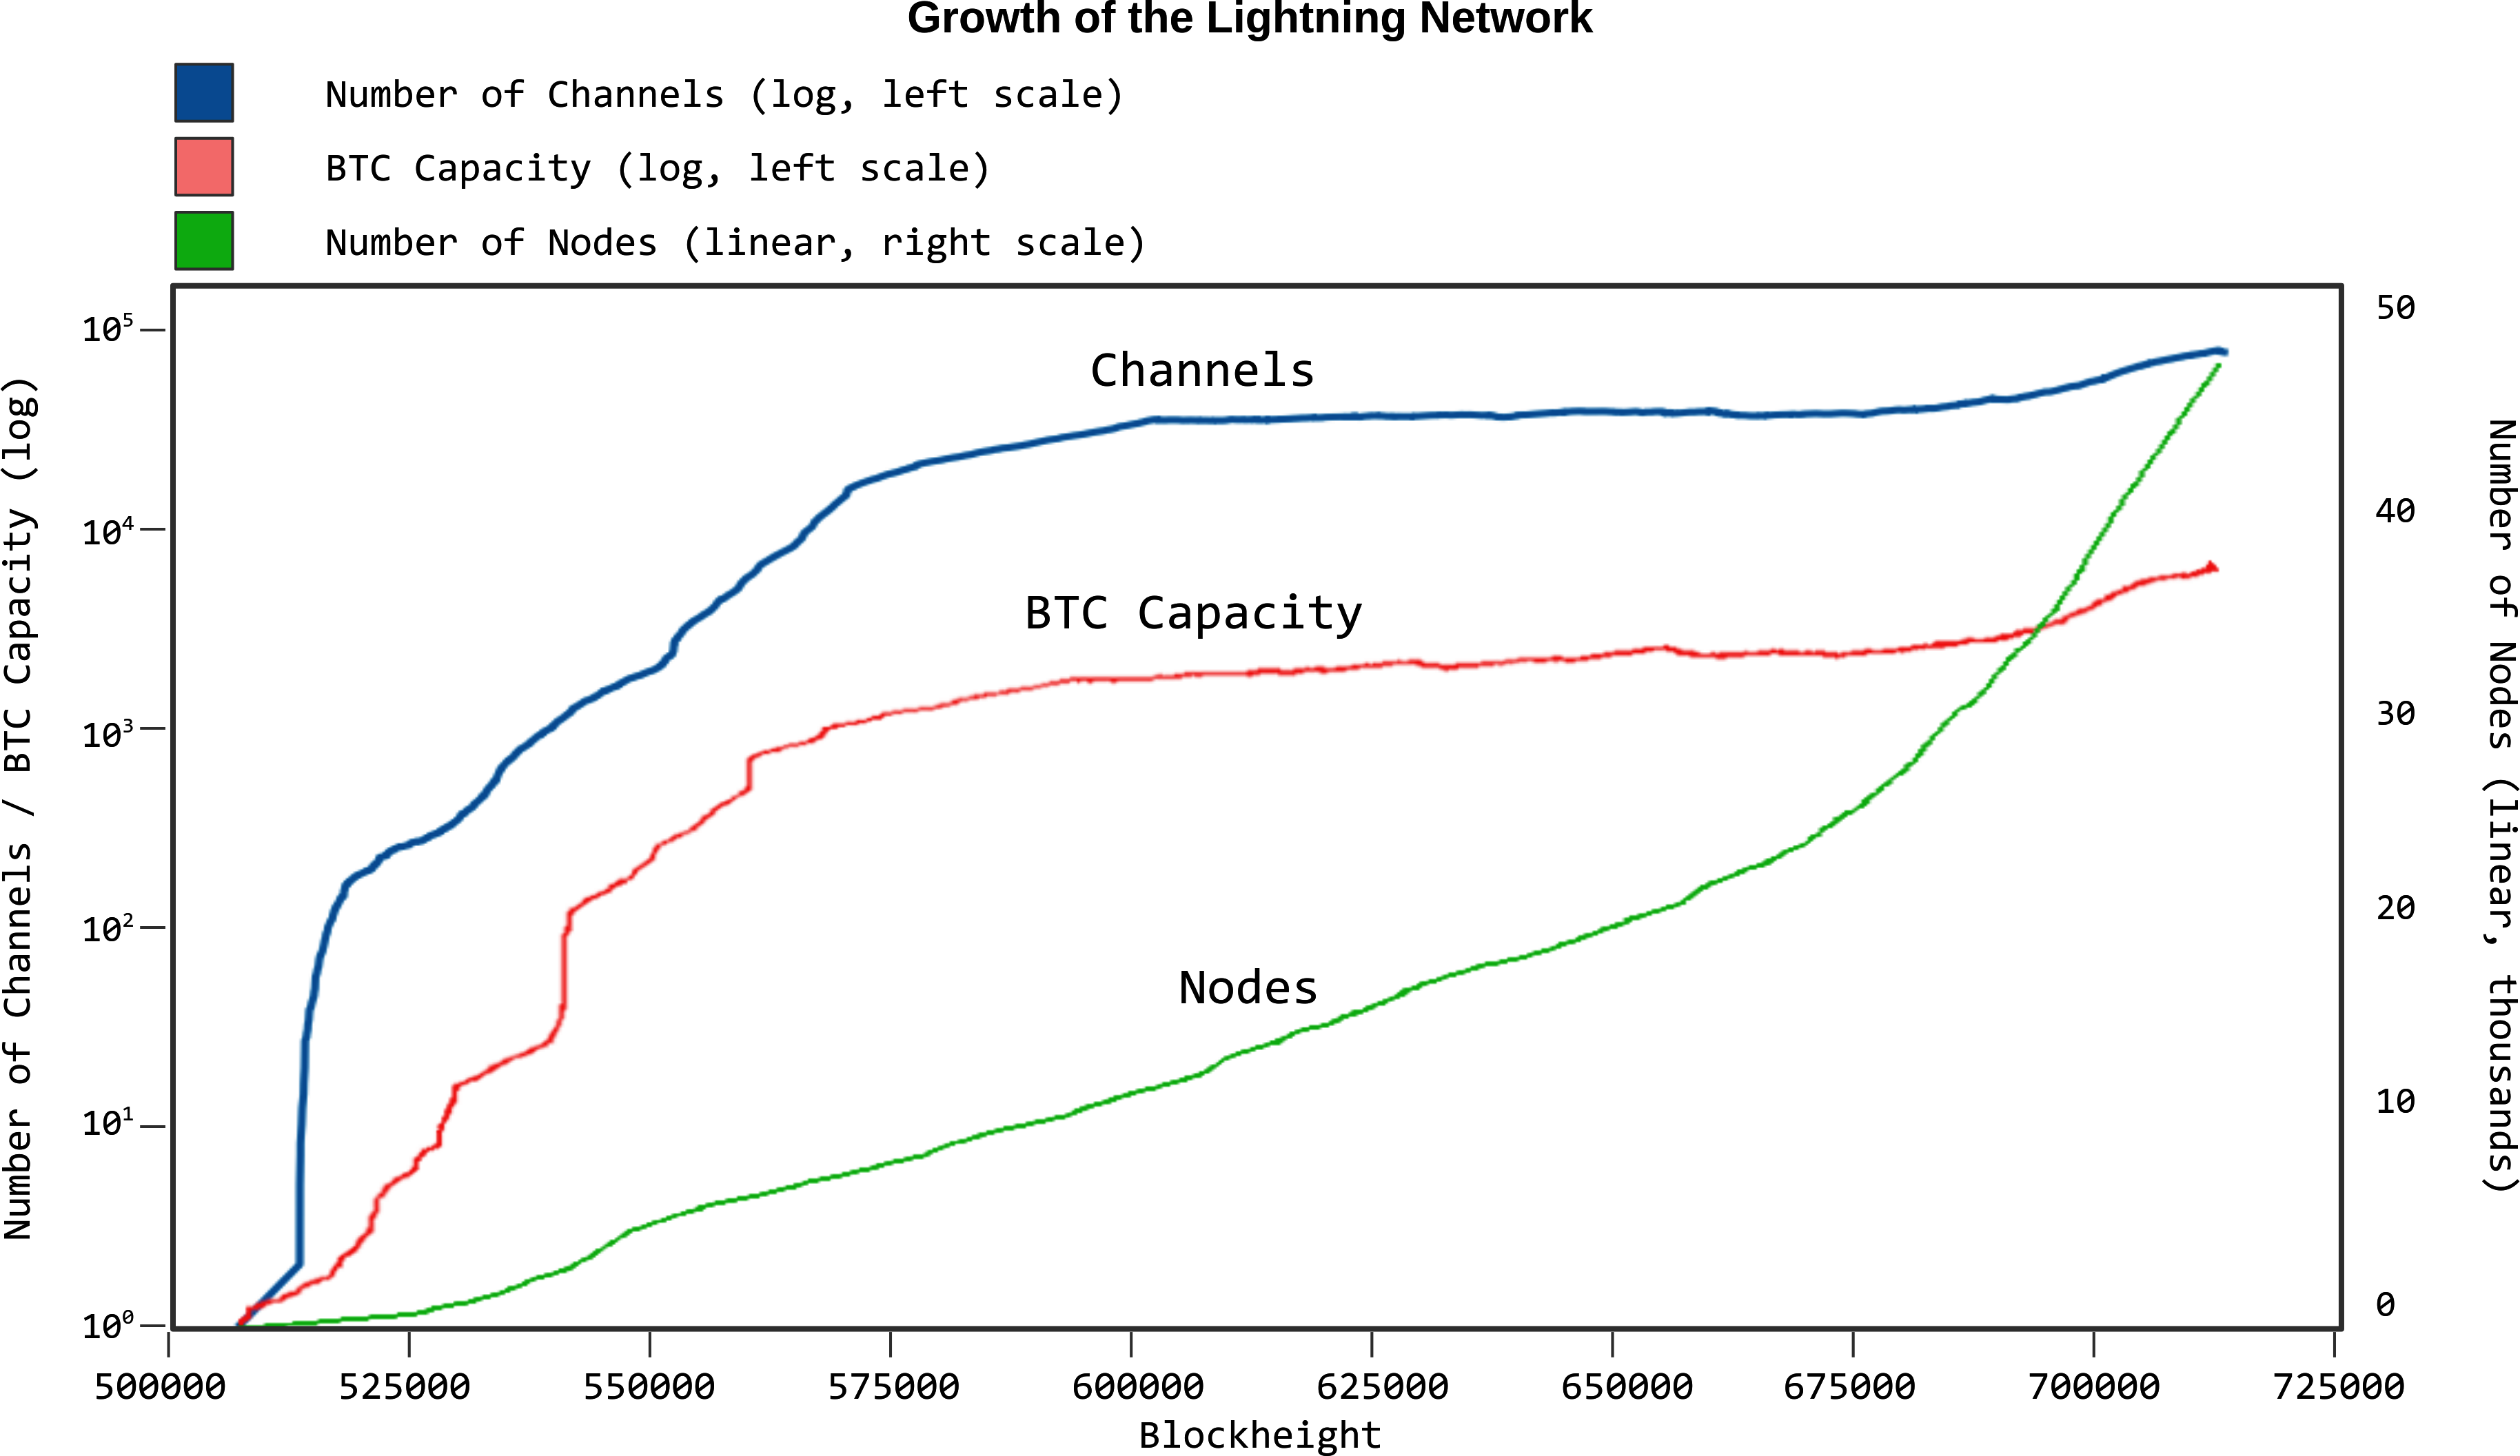 Growth of the Lightning Network
Number of Channels (log, left scale)
BTC Capacity (log, left scale)
Number of Nodes (linear, right scale)
Number of Channels / BTC Capacity (log)
10⁵
10⁴
10³
10²
10¹
10⁰
Channels
BTC Capacity
Nodes
50
40
30
20
10
0
Number of Nodes (linear, thousands)
500000 525000 550000 575000 600000 625000 650000 675000 700000 725000
Blockheight